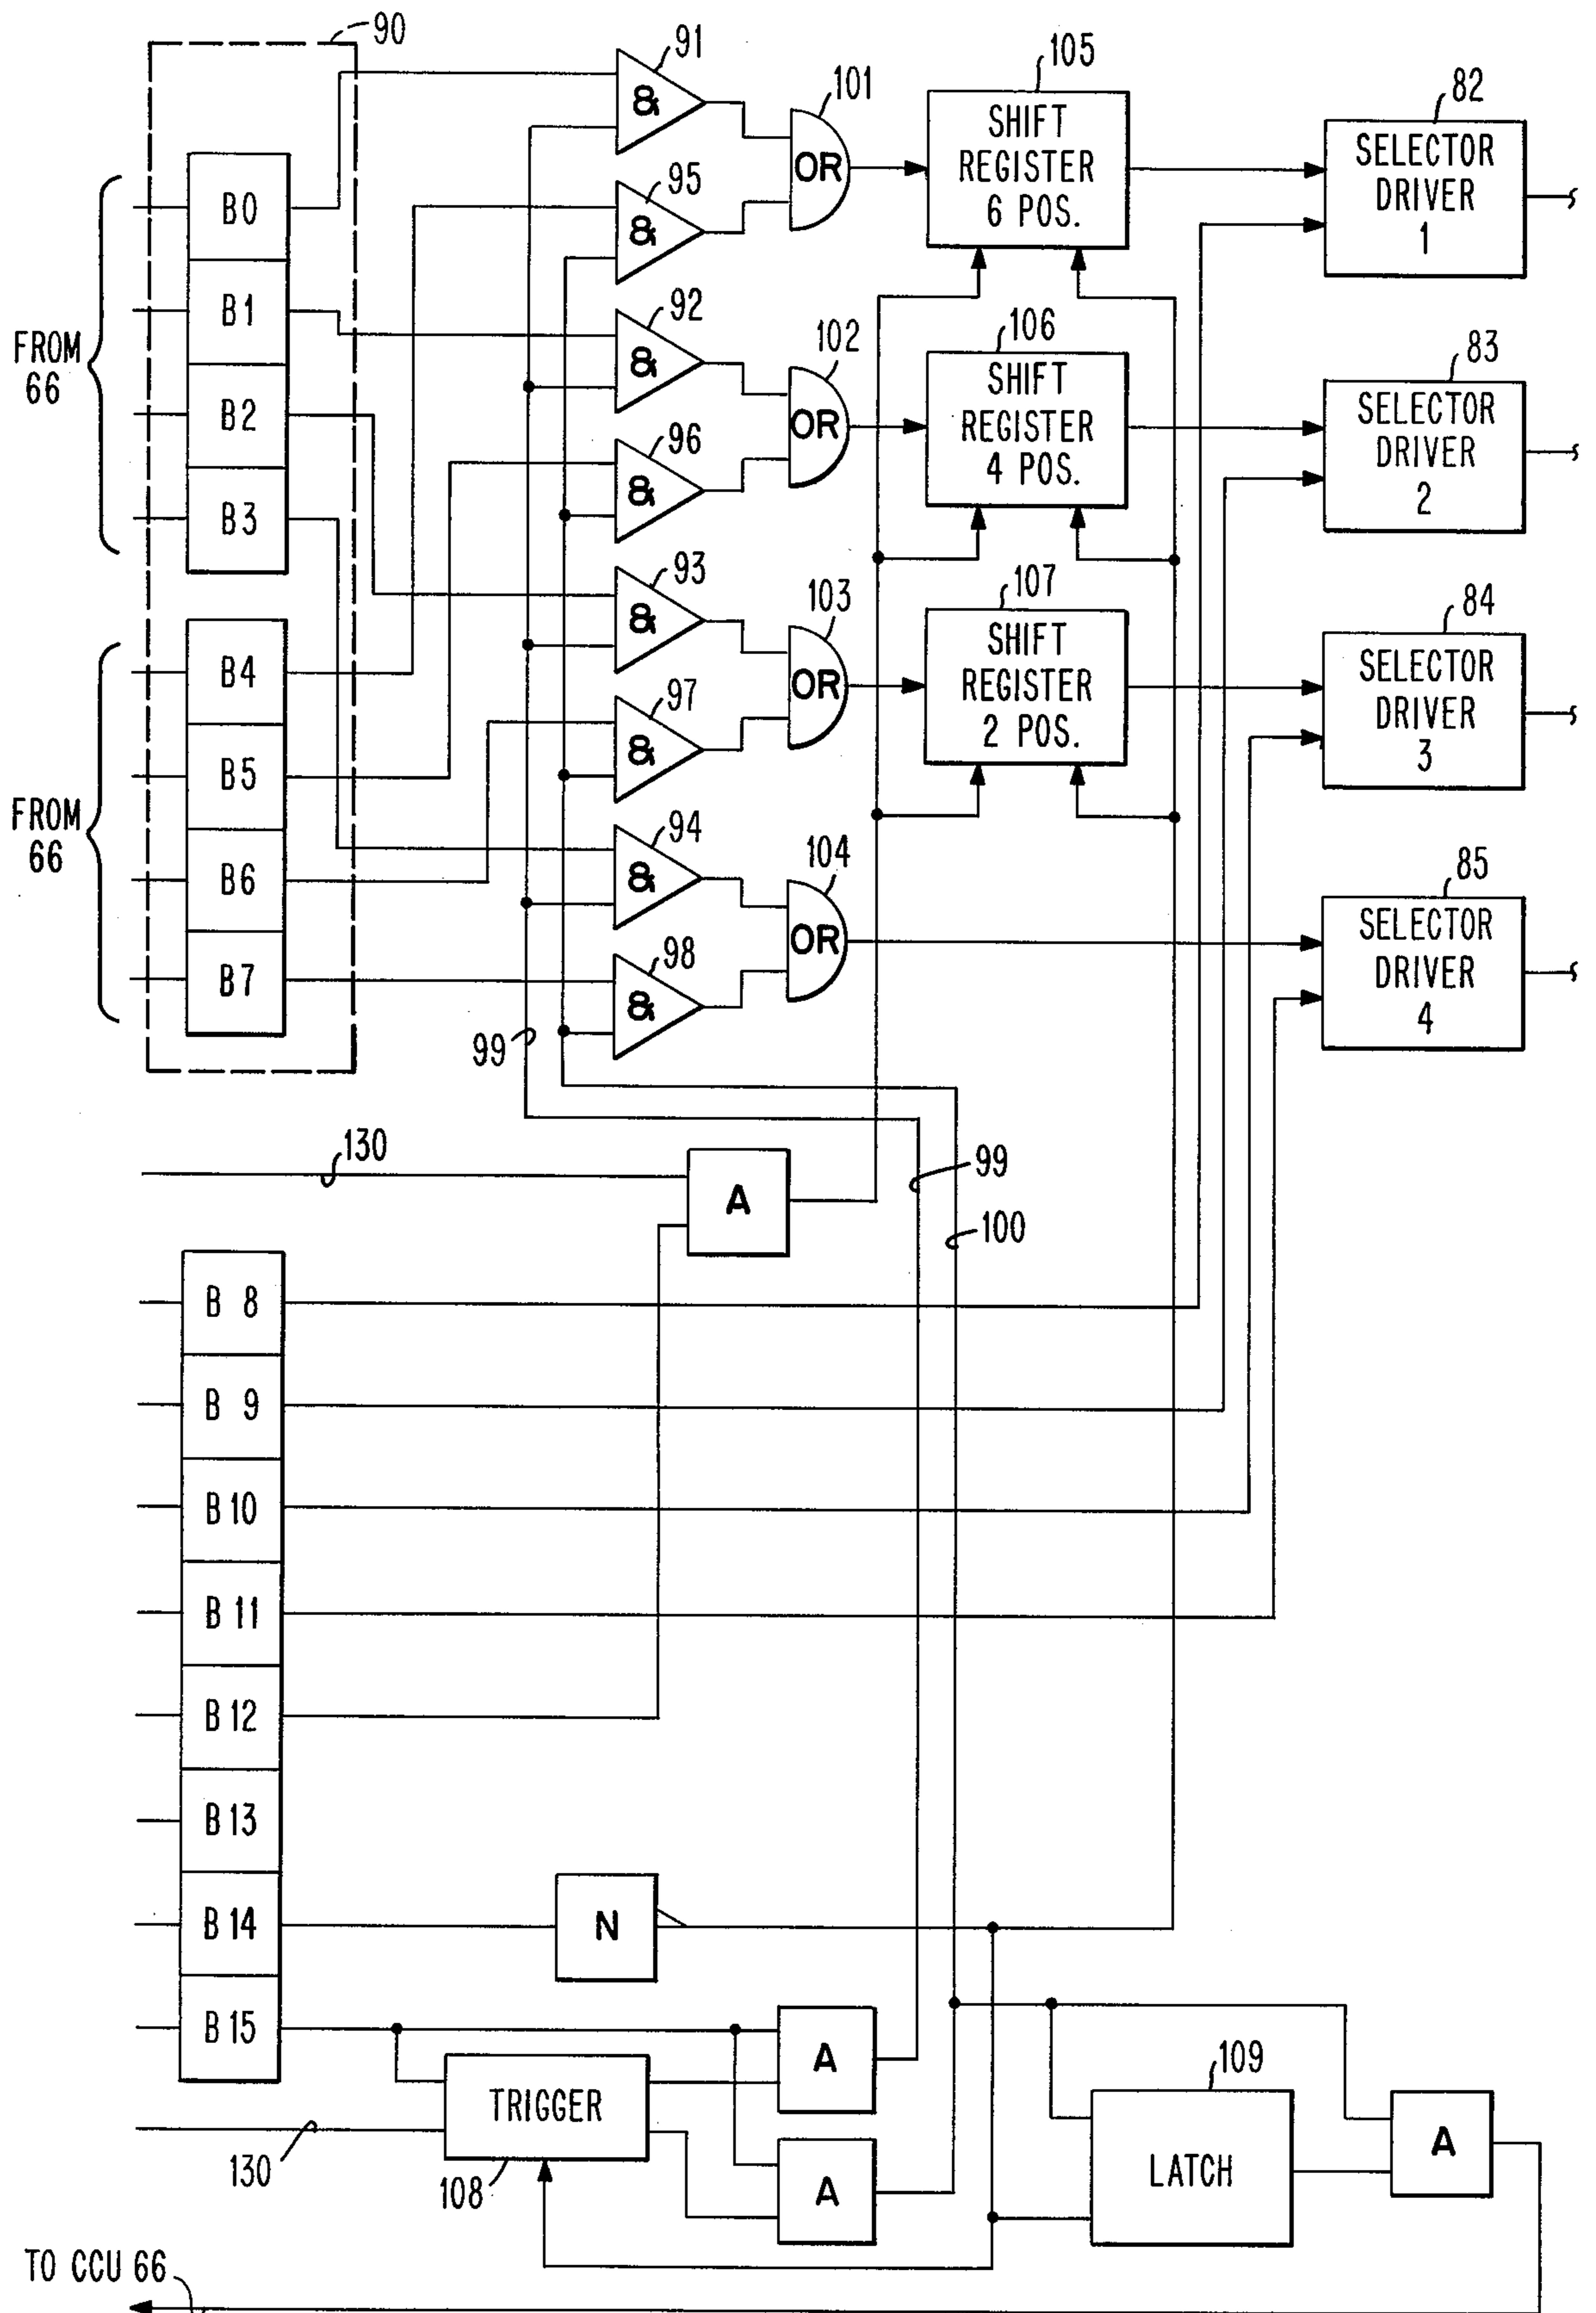 90
91
&
101
OR
105
SHIFT
REGISTER
6 POS.
82
SELECTOR
DRIVER
1
95
&
B0
B1
B2
B3
FROM
66
92
&
102
OR
106
SHIFT
REGISTER
4 POS.
83
SELECTOR
DRIVER
2
96
&
93
&
103
OR
107
SHIFT
REGISTER
2 POS.
84
SELECTOR
DRIVER
3
97
&
B4
B5
B6
B7
FROM
66
94
&
104
OR
85
SELECTOR
DRIVER
4
98
&
99
130
A
99
100
B 8
B 9
B 10
B 11
B 12
B 13
B 14
N
B 15
A
TRIGGER
130
108
A
109
LATCH
A
TO CCU 66